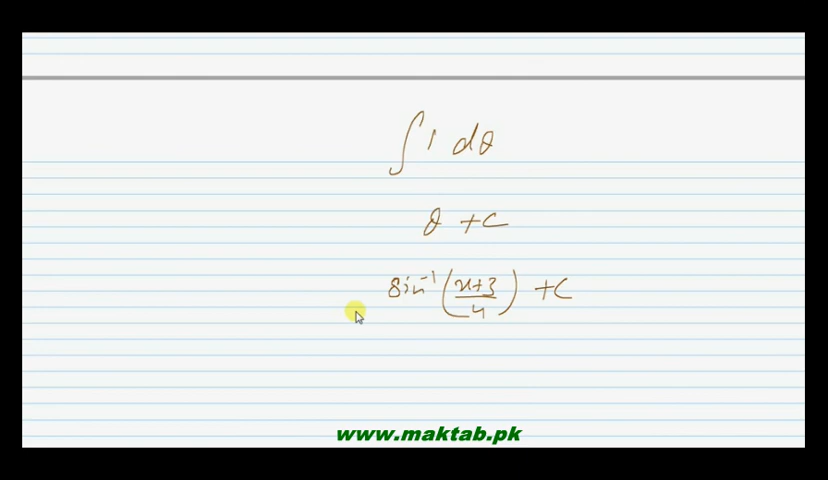 ∫ 1 dθ
θ + C
Sin⁻¹ (x+3/4) + C
www.maktab.pk